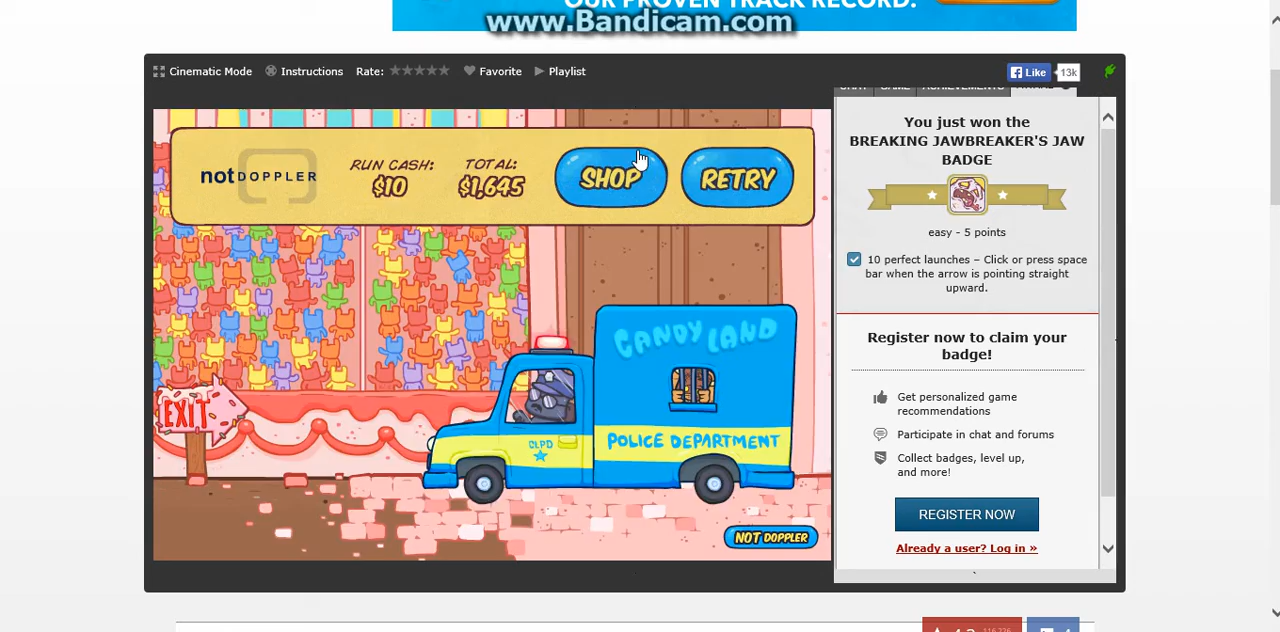 OUR PROVEN TRACK RECORD.
www.Bandicam.com
Cinematic Mode Instructions Rate: Favorite Playlist
Like 13k
notDOPPLER
RUN CASH:
$10
TOTAL:
$1,645
SHOP
RETRY
You just won the
BREAKING JAWBREAKER'S JAW
BADGE
easy - 5 points
10 perfect launches – Click or press space
bar when the arrow is pointing straight
upward.
Register now to claim your
badge!
Get personalized game
recommendations
Participate in chat and forums
Collect badges, level up,
and more!
REGISTER NOW
Already a user? Log in »
CANDY LAND
EXIT
CLPD
POLICE DEPARTMENT
NOT DOPPLER